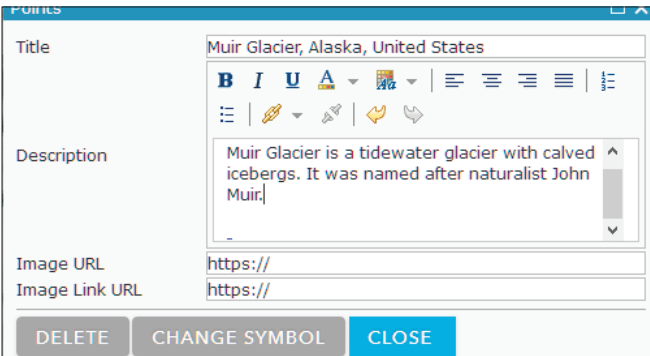 Points
Title Muir Glacier, Alaska, United States
B I U A Aa
Description
Muir Glacier is a tidewater glacier with calved
icebergs. It was named after naturalist John
Muir.
Image URL https://
Image Link URL https://
DELETE CHANGE SYMBOL CLOSE